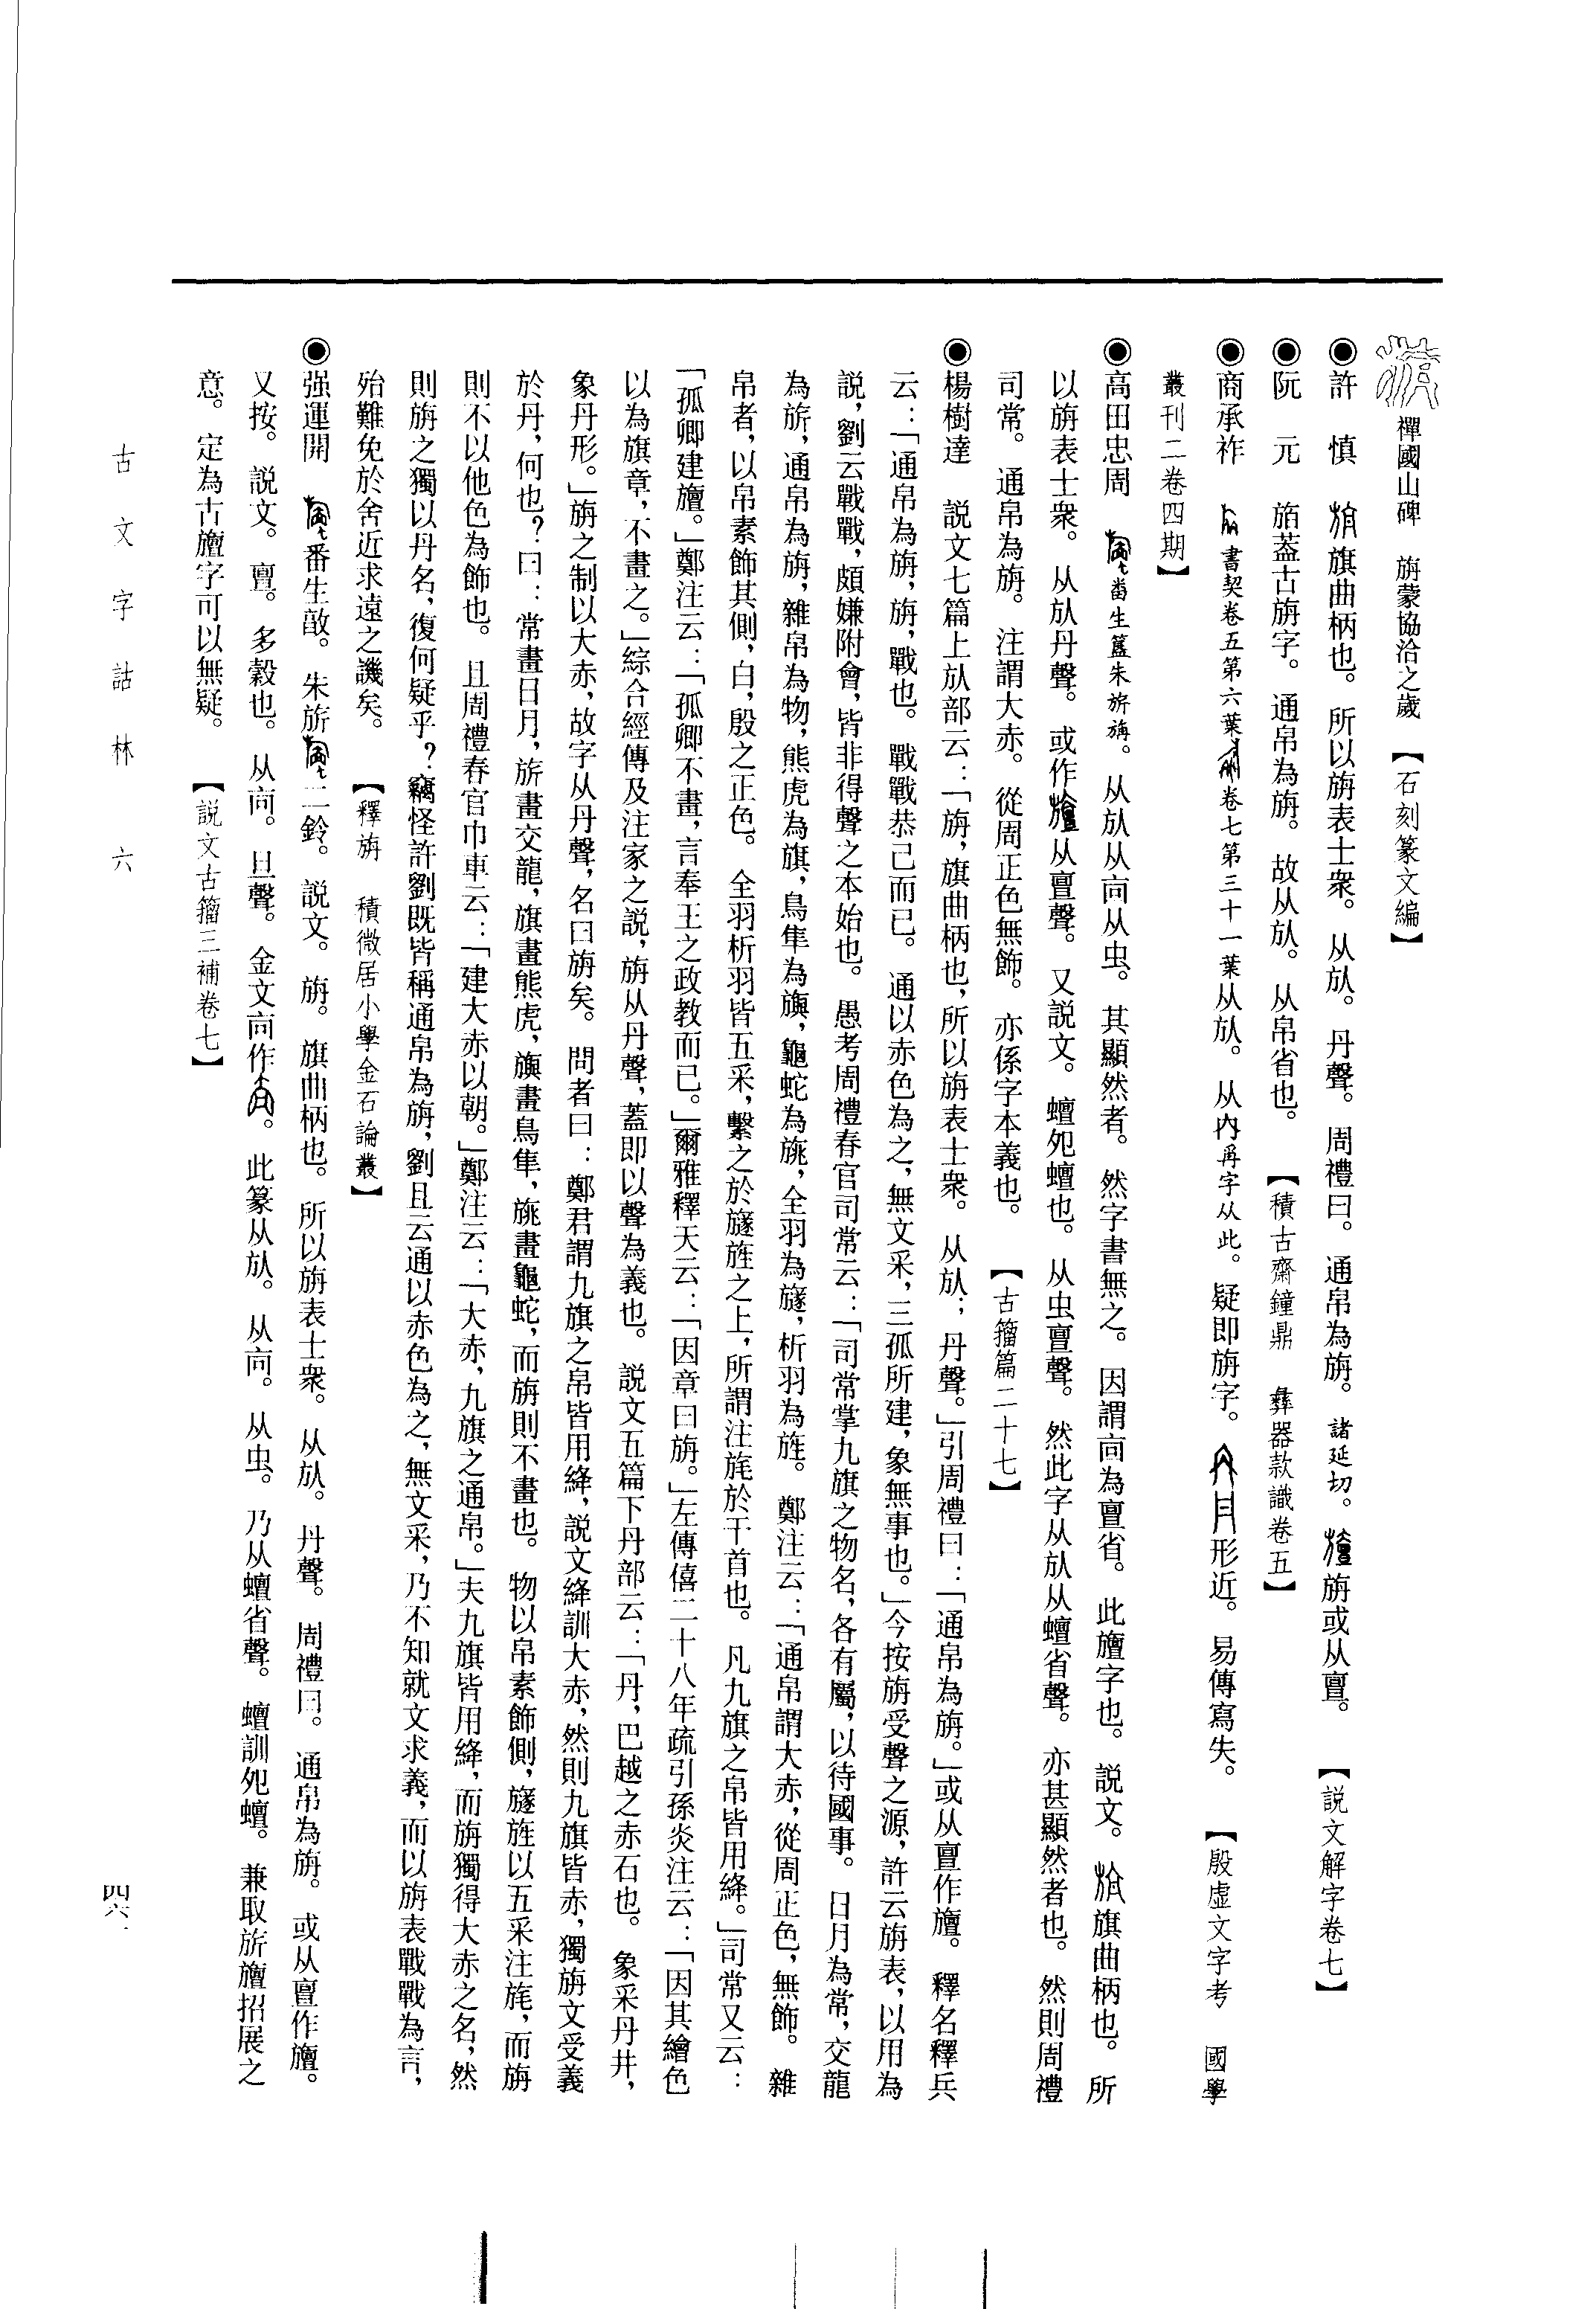 禪國山碑 旃蒙協洽之歲 【石刻篆文編】
◉許 慎 旗曲柄也。所以旃表士衆。从㫃。丹聲。周禮曰。通帛為旃。諸延切。旃或从亶。 【説文解字卷七】
◉阮 元 㫋葢古旃字。通帛為旃。故从㫃。从帛省也。 【積古齋鐘鼎 彝器款識卷五】
◉商承祚 書契卷五第六葉 卷七第三十一葉 从㫃。从内 冉字从此。疑即旃字。形近。易傳寫失。 【殷虛文字考 國學
叢刊二卷四期】
◉高田忠周 畨生簋朱旂旃。从㫃从㐭从虫。其顯然者。然字書無之。因謂㐭為亶省。此旜字也。説文。旗曲柄也。所
以旃表士衆。从㫃丹聲。或作 从亶聲。又説文。蟺夗蟺也。从虫亶聲。然此字从㫃从蟺省聲。亦甚顯然者也。然則周禮
司常。通帛為旃。注謂大赤。從周正色無飾。亦係字本義也。 【古籀篇二十七】
◉楊樹達 説文七篇上㫃部云：「旃，旗曲柄也，所以旃表士衆。从㫃，丹聲。」引周禮曰：「通帛為旃。」或从亶作旜。釋名釋兵
云：「通帛為旃，旃，戰也。戰戰恭己而已。通以赤色為之，無文采，三孤所建，象無事也。」今按旃受聲之源，許云旃表，以用為
説，劉云戰戰，頗嫌附會，皆非得聲之本始也。愚考周禮春官司常云：「司常掌九旗之物名，各有屬，以待國事。日月為常，交龍
為旂，通帛為旃，雜帛為物，熊虎為旗，鳥隼為旟，龜蛇為旐，全羽為旞，析羽為旌。鄭注云：「通帛謂大赤，從周正色，無飾。雜
帛者，以帛素飾其側，白，殷之正色。全羽析羽皆五采，繫之於旞旌之上，所謂注旄於干首也。凡九旗之帛皆用絳。」司常又云：
「孤卿建旜。」鄭注云：「孤卿不畫，言奉王之政教而已。」爾雅釋天云：「因章曰旃。」左傳僖二十八年疏引孫炎注云：「因其繒色
以為旗章，不畫之。」綜合經傳及注家之説，旃从丹聲，蓋即以聲為義也。説文五篇下丹部云：「丹，巴越之赤石也。象采丹井，
象丹形。」旃之制以大赤，故字从丹聲，名曰旃矣。問者曰：鄭君謂九旗之帛皆用絳，説文絳訓大赤，然則九旗皆赤，獨旃文受義
於丹，何也？曰：常畫日月，旂畫交龍，旗畫熊虎，旟畫鳥隼，旐畫龜蛇，而旃則不畫也。物以帛素飾側，旞旌以五采注旄，而旃
則不以他色為飾也。且周禮春官巾車云：「建大赤以朝。」鄭注云：「大赤，九旗之通帛。」夫九旗皆用絳，而旃獨得大赤之名，然
則旃之獨以丹名，復何疑乎？竊怪許劉既皆稱通帛為旃，劉且云通以赤色為之，無文采，乃不知就文求義，而以旃表戰戰為言，
殆難免於舍近求遠之譏矣。 【釋旃 積微居小學金石論叢】
◉强運開 番生敦。朱旂 二鈴。説文。旃。旗曲柄也。所以旃表士衆。从㫃。丹聲。周禮曰。通帛為旃。或从亶作旜。
又按。説文。亶。多穀也。从㐭。旦聲。金文㐭作 。此篆从㫃。从㐭。从虫。乃从蟺省聲。蟺訓夗蟺。兼取旂旜招展之
意。定為古旜字可以無疑。 【説文古籀三補卷七】
古文字詁林 六